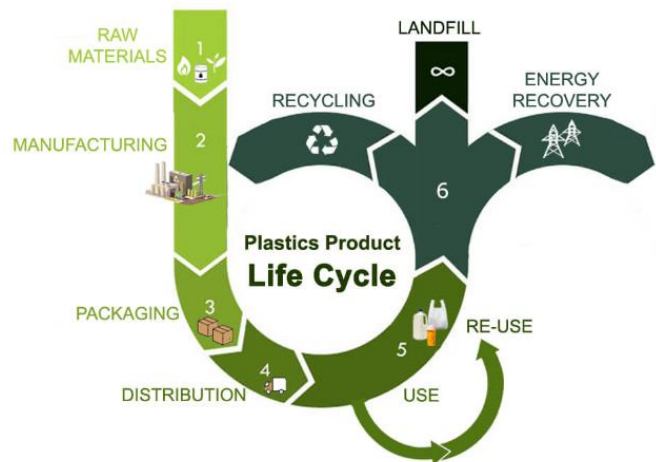 RAW
MATERIALS
1
MANUFACTURING
2
PACKAGING
3
DISTRIBUTION
4
USE
5
RE-USE
6
RECYCLING
LANDFILL
∞
ENERGY
RECOVERY
Plastics Product
Life Cycle